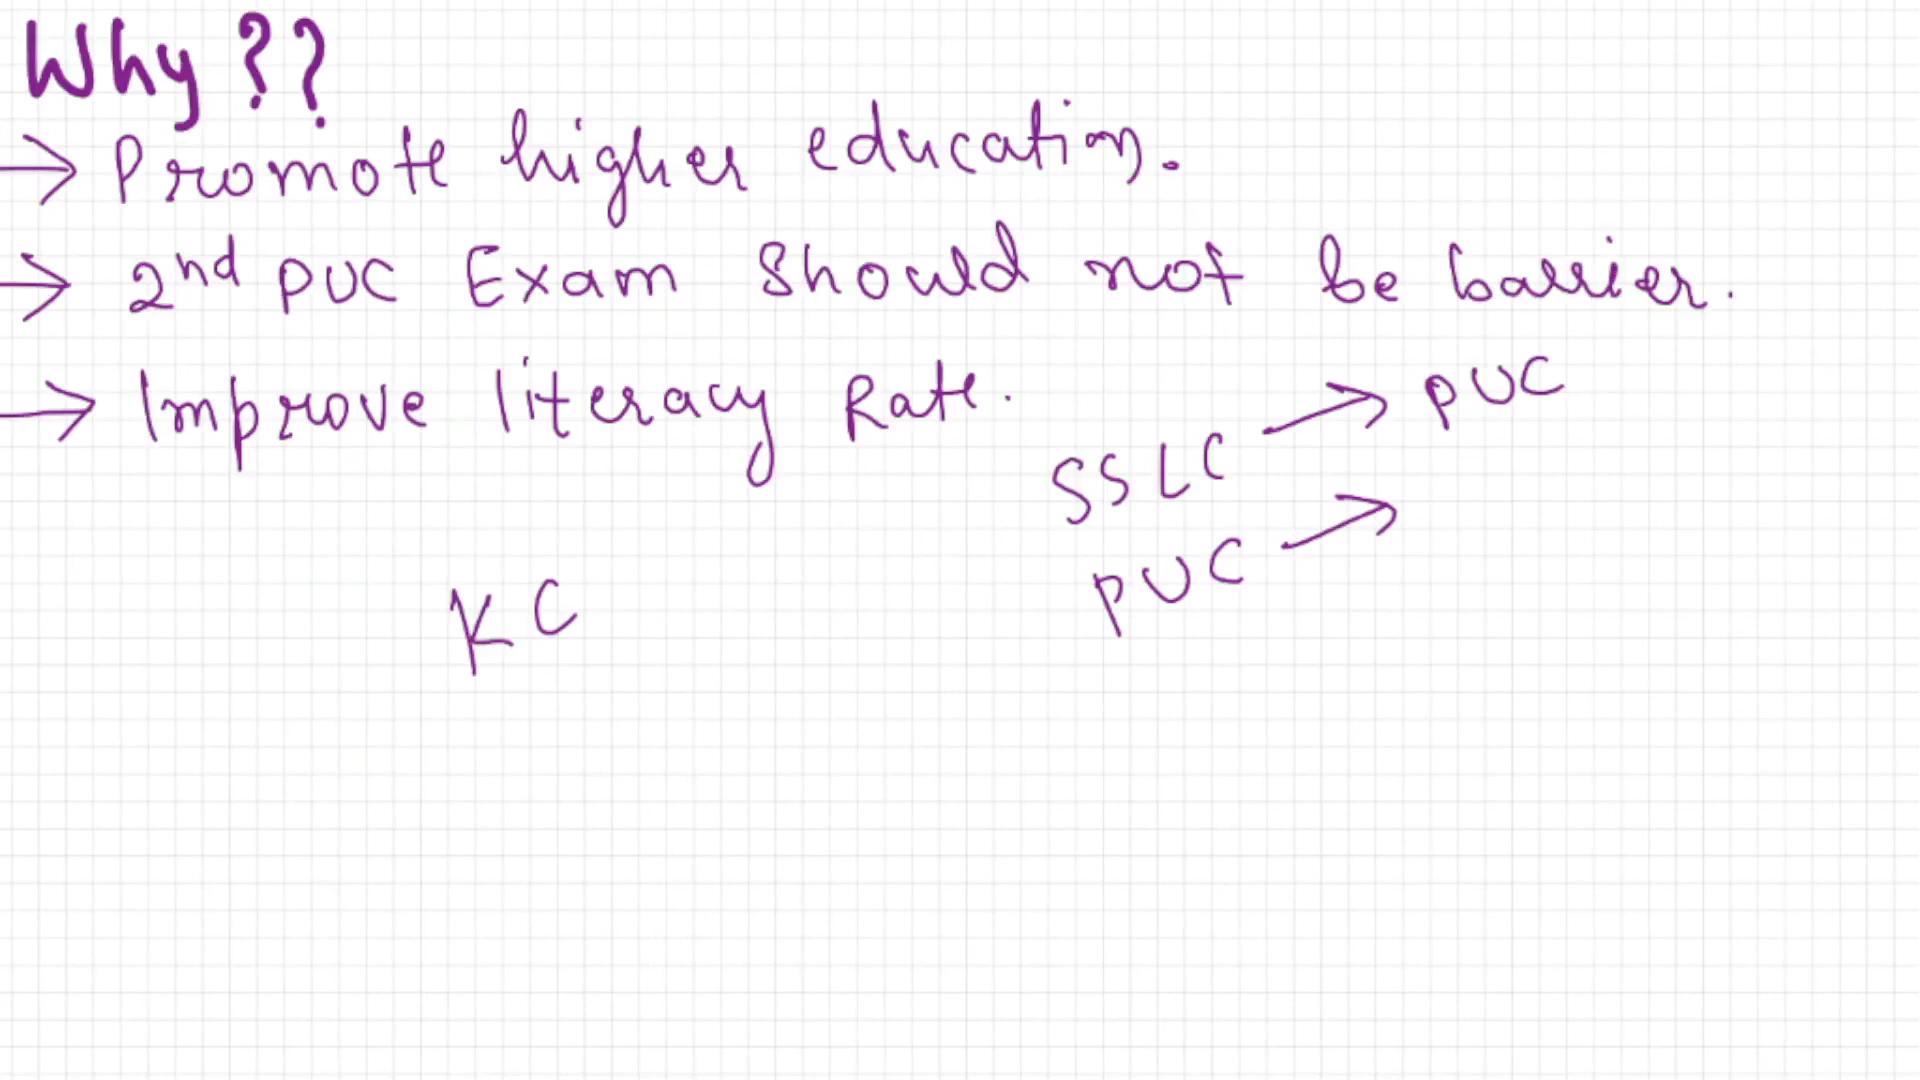 Why ??
→ Promote higher education.
→ 2nd PUC Exam Should not be barrier.
→ Improve literacy Rate.
SSLC → PUC
PUC →
KC